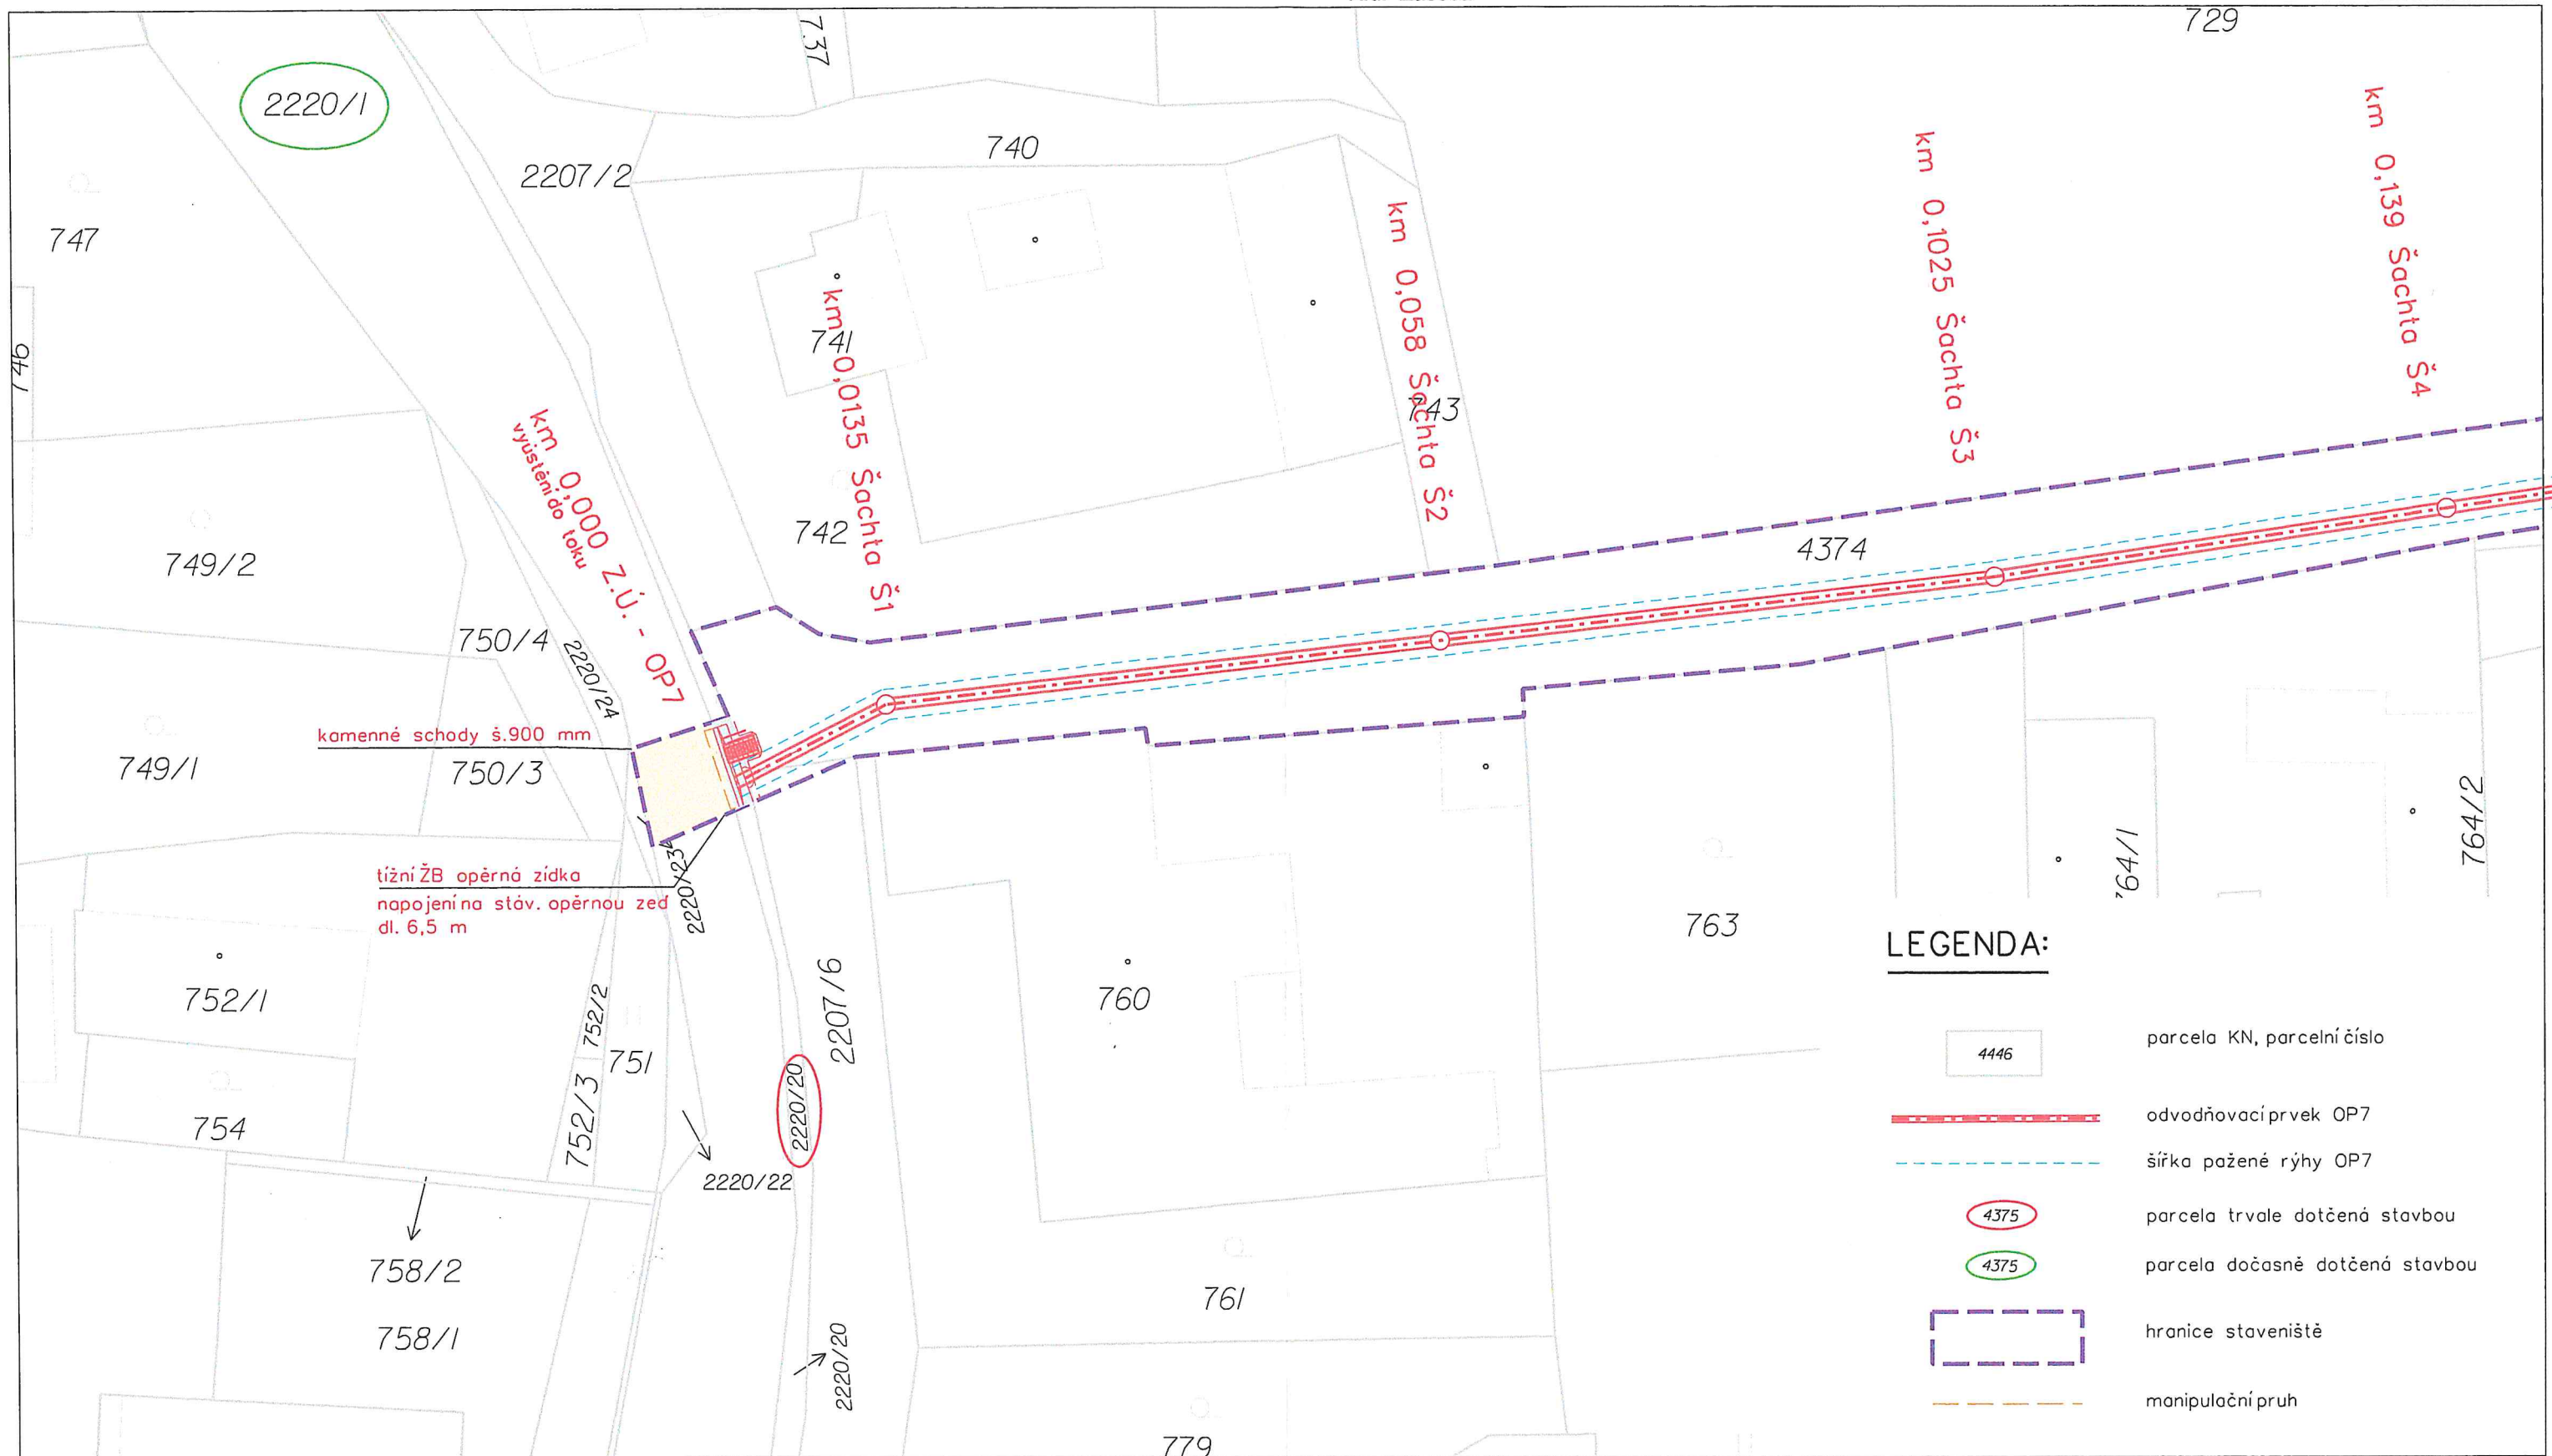 729
737
2220/1
740
2207/2
747
746
741
743
742
km 0,000 Z.Ú. - OP7
vyústění do toku
km 0,0135 Šachta Š1
km 0,058 Šachta Š2
km 0,1025 Šachta Š3
km 0,139 Šachta Š4
4374
749/2
750/4
2220/24
kamenné schody š.900 mm
749/1
750/3
tížní ŽB opěrná zídka
napojení na stáv. opěrnou zeď
dl. 6,5 m
2220/23
752/1
752/2
751
752/3
754
2207/6
2220/20
2220/22
760
763
764/1
764/2
758/2
758/1
761
2220/20
779
LEGENDA:
4446 parcela KN, parcelní číslo
odvodňovací prvek OP7
šířka pažené rýhy OP7
4375 parcela trvale dotčená stavbou
4375 parcela dočasně dotčená stavbou
hranice staveniště
manipulační pruh